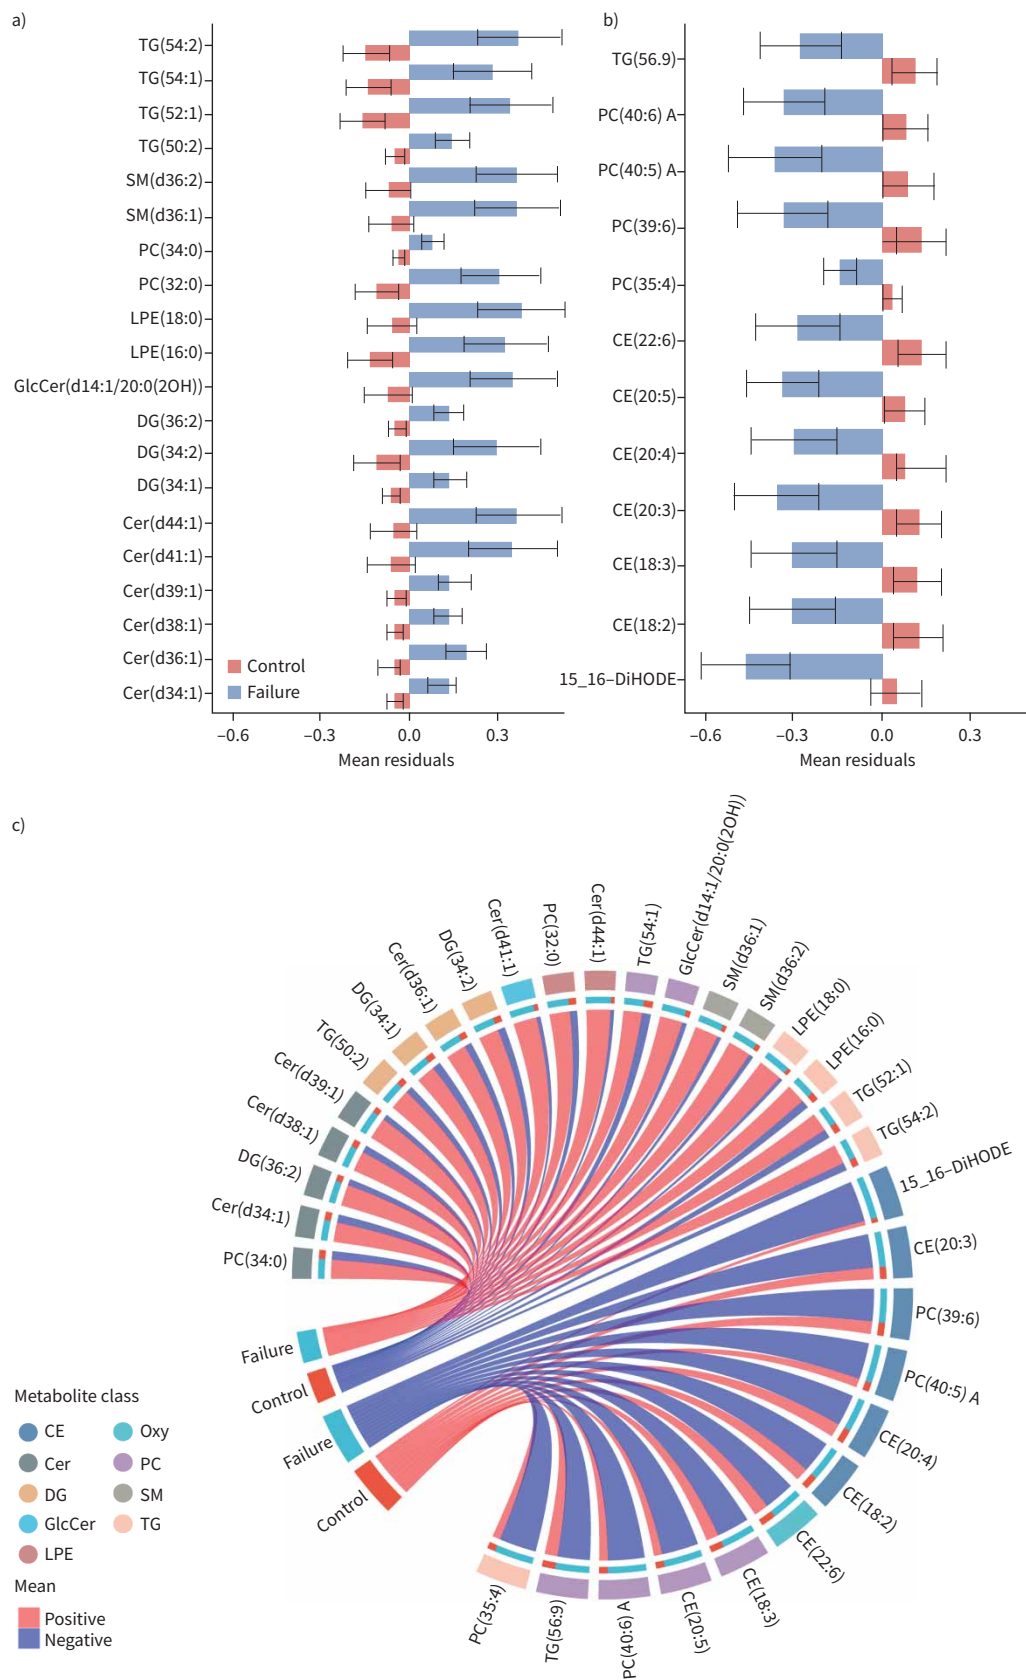 a)
TG(54:2)
TG(54:1)
TG(52:1)
TG(50:2)
SM(d36:2)
SM(d36:1)
PC(34:0)
PC(32:0)
LPE(18:0)
LPE(16:0)
GlcCer(d14:1/20:0(2OH))
DG(36:2)
DG(34:2)
DG(34:1)
Cer(d44:1)
Cer(d41:1)
Cer(d39:1)
Cer(d38:1)
Cer(d36:1)
Cer(d34:1)
Control
Failure
−0.6 −0.3 0.0 0.3
Mean residuals
b)
TG(56.9)
PC(40:6) A
PC(40:5) A
PC(39:6)
PC(35:4)
CE(22:6)
CE(20:5)
CE(20:4)
CE(20:3)
CE(18:3)
CE(18:2)
15_16–DiHODE
−0.6 −0.3 0.0 0.3
Mean residuals
c)
PC(34:0)
Cer(d34:1)
DG(36:2)
Cer(d38:1)
Cer(d39:1)
TG(50:2)
DG(34:1)
Cer(d36:1)
DG(34:2)
Cer(d41:1)
PC(32:0)
Cer(d44:1)
TG(54:1)
GlcCer(d14:1/20:0(2OH))
SM(d36:1)
SM(d36:2)
LPE(18:0)
LPE(16:0)
TG(52:1)
TG(54:2)
15_16–DiHODE
CE(20:3)
PC(39:6)
PC(40:5) A
CE(20:4)
CE(18:2)
CE(22:6)
CE(18:3)
CE(20:5)
PC(40:6) A
TG(56:9)
PC(35:4)
Control
Failure
Control
Failure
Metabolite class
CE
Cer
DG
GlcCer
LPE
Oxy
PC
SM
TG
Mean
Positive
Negative